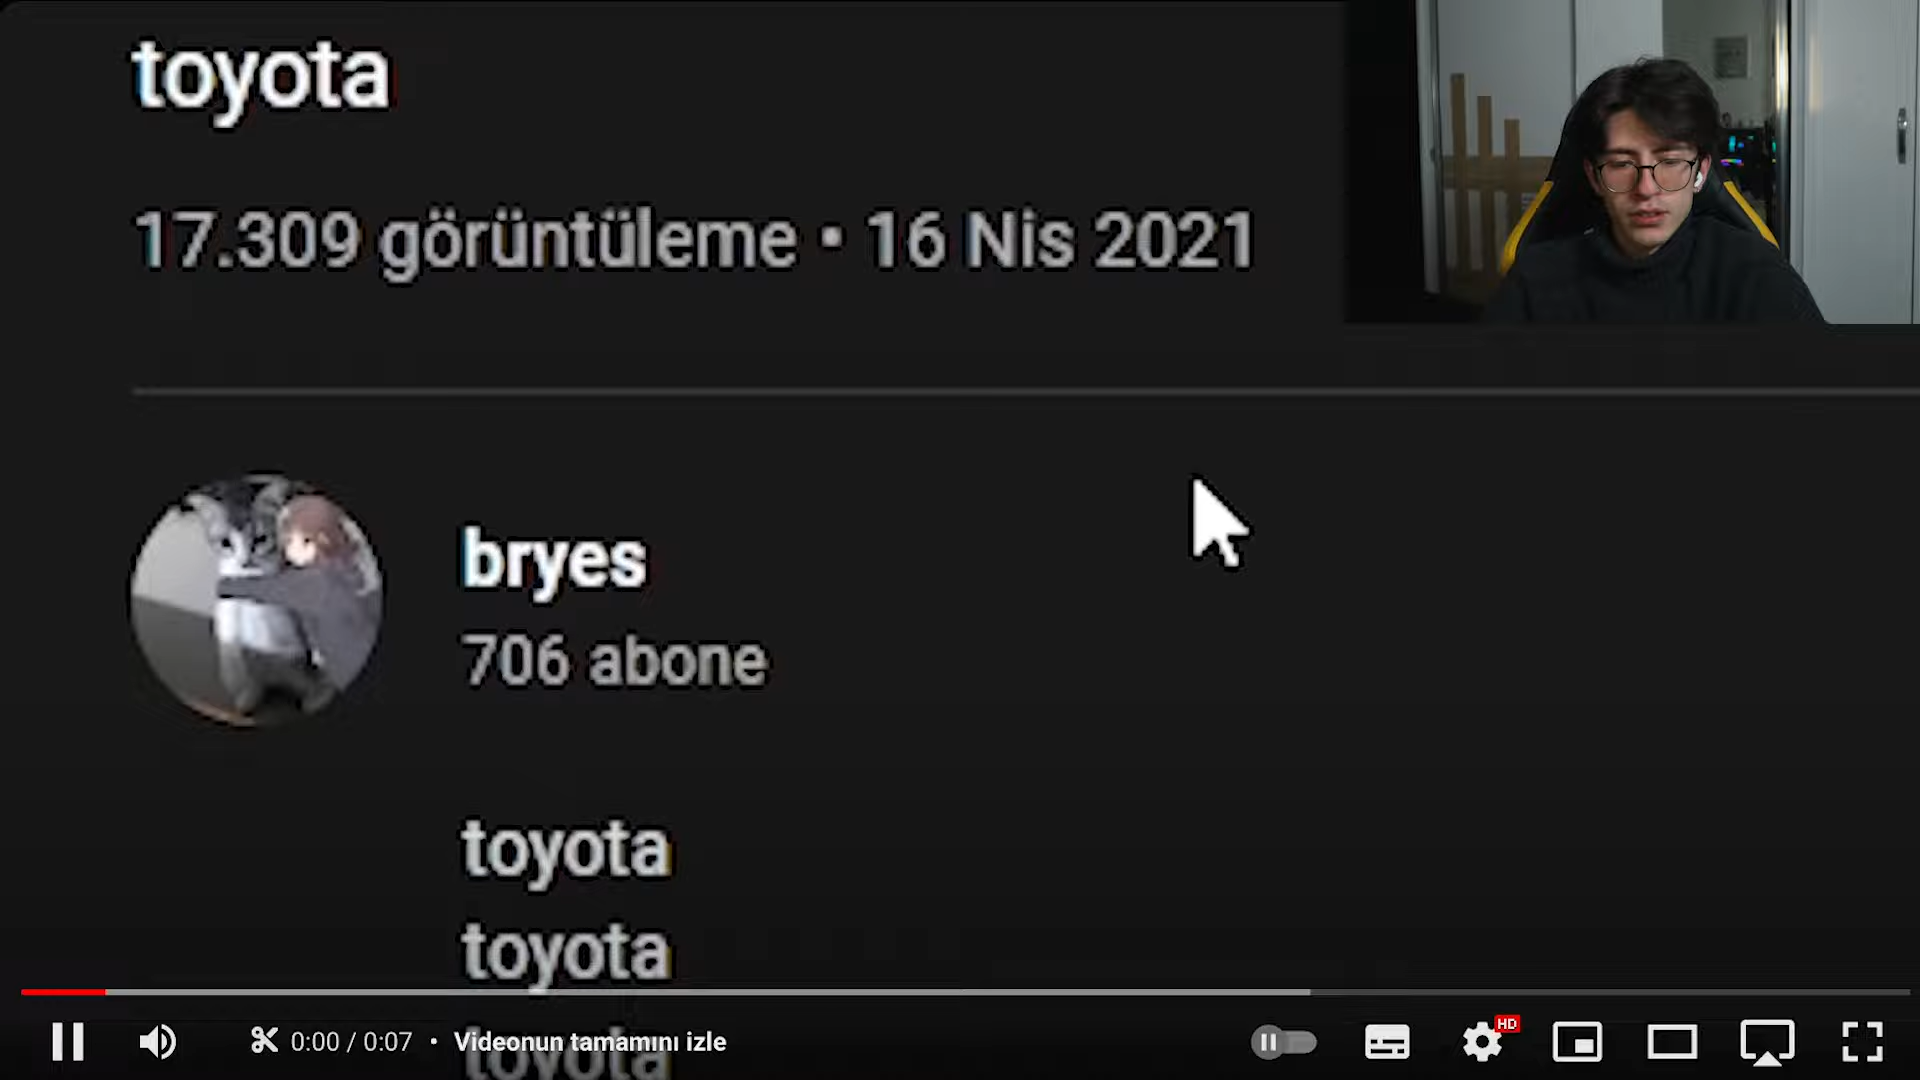 toyota
17.309 görüntüleme • 16 Nis 2021
bryes
706 abone
toyota
toyota
toyota
0:00 / 0:07 • Videonun tamamını izle
HD